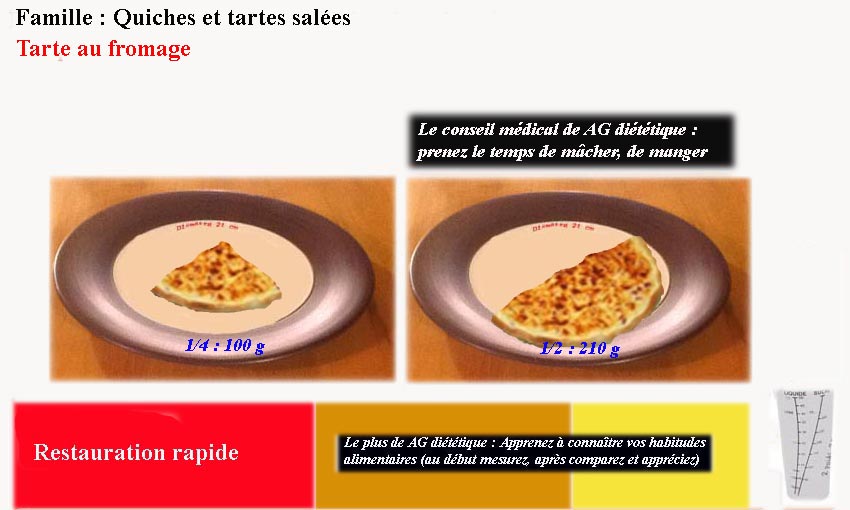 Famille : Quiches et tartes salées
Tarte au fromage
Le conseil médical de AG diététique :
prenez le temps de mâcher, de manger
Diamètre 21 cm
Diamètre 21 cm
1/4 : 100 g
1/2 : 210 g
Restauration rapide
Le plus de AG diététique : Apprenez à connaître vos habitudes
alimentaires (au début mesurez, après comparez et appréciez)